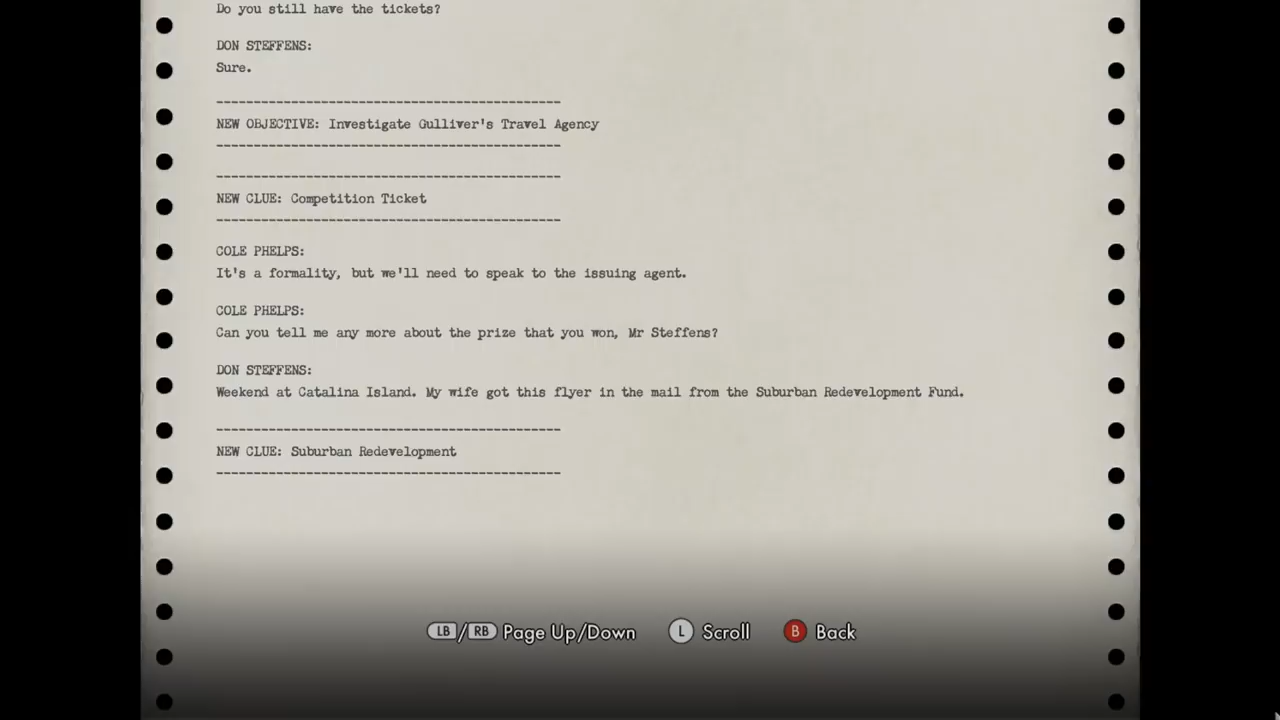 Do you still have the tickets?
DON STEFFENS:
Sure.
----------------------------------------------
NEW OBJECTIVE: Investigate Gulliver's Travel Agency
----------------------------------------------
----------------------------------------------
NEW CLUE: Competition Ticket
----------------------------------------------
COLE PHELPS:
It's a formality, but we'll need to speak to the issuing agent.
COLE PHELPS:
Can you tell me any more about the prize that you won, Mr Steffens?
DON STEFFENS:
Weekend at Catalina Island. My wife got this flyer in the mail from the Suburban Redevelopment Fund.
----------------------------------------------
NEW CLUE: Suburban Redevelopment
----------------------------------------------
LB/RB Page Up/Down L Scroll B Back